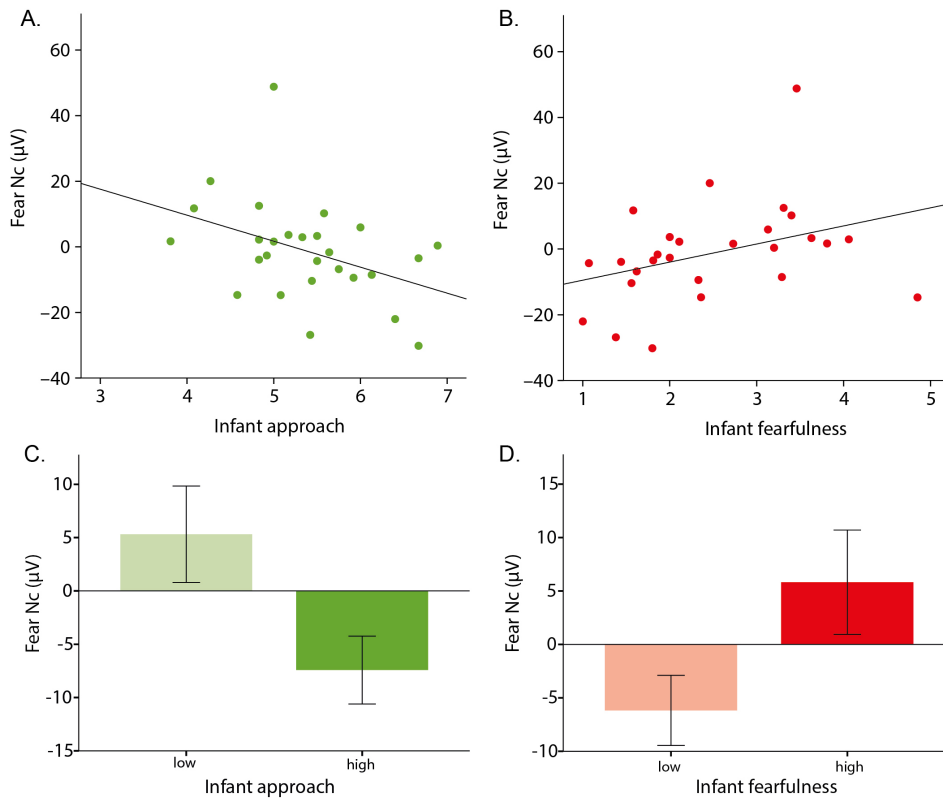 A.
Fear Nc (μV)
60
40
20
0
−20
−40
3 4 5 6 7
Infant approach
B.
Fear Nc (μV)
60
40
20
0
−20
−40
1 2 3 4 5
Infant fearfulness
C.
Fear Nc (μV)
10
5
0
-5
-10
-15
low high
Infant approach
D.
Fear Nc (μV)
15
10
5
0
-5
-10
low high
Infant fearfulness